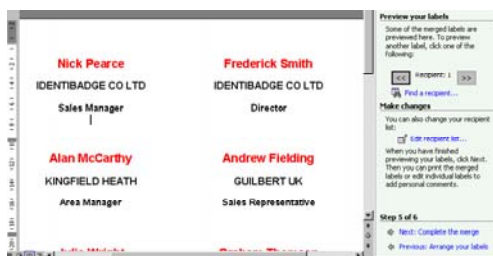 Nick Pearce
IDENTIBADGE CO LTD
Sales Manager
Frederick Smith
IDENTIBADGE CO LTD
Director
Alan McCarthy
KINGFIELD HEATH
Area Manager
Andrew Fielding
GUILBERT UK
Sales Representative
Preview your labels
Some of the merged labels are
previewed here. To preview
another label, click one of the
following:
<< Recipient: 1 >>
Find a recipient...
Make changes
You can also change your recipient
list:
Edit recipient list...
When you have finished
previewing your labels, click Next.
Then you can print the merged
labels or edit individual labels to
add personal comments.
Step 5 of 6
Next: Complete the merge
Previous: Arrange your labels